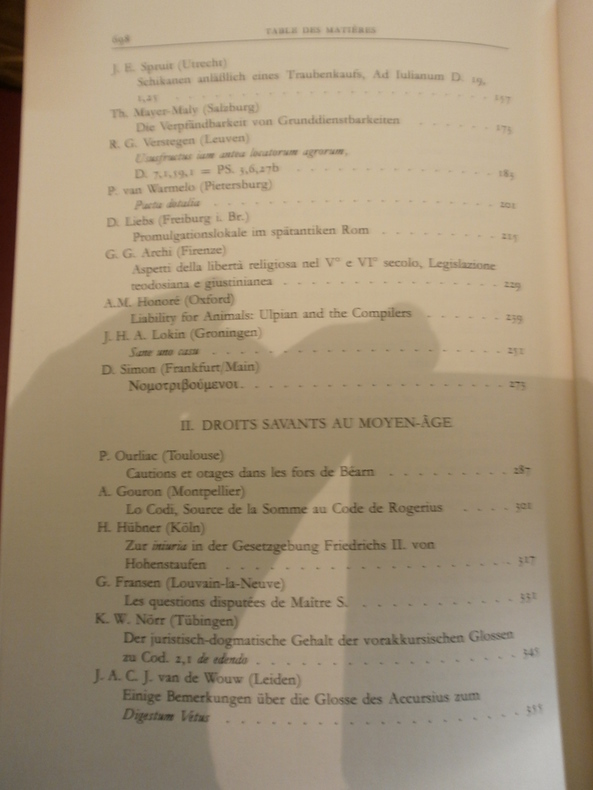 698 TABLE DES MATIÈRES
J. E. Spruit (Utrecht)
Schikanen anläßlich eines Traubenkaufs, Ad Iulianum D. 19,
1,25 . . . . . . . . . . . . . . . . . . . 157
Th. Mayer-Maly (Salzburg)
Die Verpfändbarkeit von Grunddienstbarkeiten . . . . . . 175
R. G. Verstegen (Leuven)
Ususfructus iam antea locatorum agrorum,
D. 7,1,59,1 = PS. 3,6,27b . . . . . . . . . . . . 183
P. van Warmelo (Pietersburg)
Pacta dotalia . . . . . . . . . . . . . . . . . 201
D. Liebs (Freiburg i. Br.)
Promulgationslokale im spätantiken Rom . . . . . . . . 215
G. G. Archi (Firenze)
Aspetti della libertà religiosa nel V° e VI° secolo, Legislazione
teodosiana e giustinianea . . . . . . . . . . . . . 229
A.M. Honoré (Oxford)
Liability for Animals: Ulpian and the Compilers . . . . . 239
J. H. A. Lokin (Groningen)
Sane uno casu . . . . . . . . . . . . . . . . . 251
D. Simon (Frankfurt/Main)
Νομοτριβούμενοι . . . . . . . . . . . . . . . . 275
II. DROITS SAVANTS AU MOYEN-ÂGE
P. Ourliac (Toulouse)
Cautions et otages dans les fors de Béarn . . . . . . . . 287
A. Gouron (Montpellier)
Lo Codi, Source de la Somme au Code de Rogerius . . . . 301
H. Hübner (Köln)
Zur iniuria in der Gesetzgebung Friedrichs II. von
Hohenstaufen . . . . . . . . . . . . . . . . . 317
G. Fransen (Louvain-la-Neuve)
Les questions disputées de Maître S. . . . . . . . . . . 331
K. W. Nörr (Tübingen)
Der juristisch-dogmatische Gehalt der vorakkursischen Glossen
zu Cod. 2,1 de edendo . . . . . . . . . . . . . . 345
J. A. C. J. van de Wouw (Leiden)
Einige Bemerkungen über die Glosse des Accursius zum
Digestum Vetus . . . . . . . . . . . . . . . . . 355